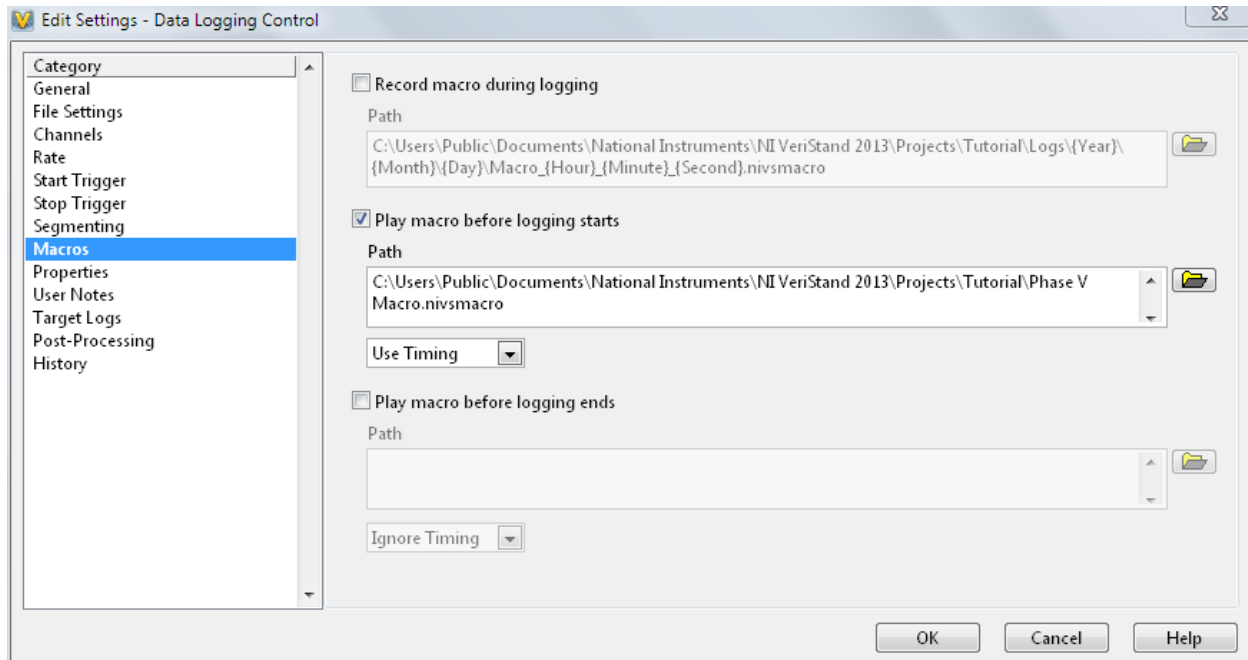 Edit Settings - Data Logging Control
Category
General
File Settings
Channels
Rate
Start Trigger
Stop Trigger
Segmenting
Macros
Properties
User Notes
Target Logs
Post-Processing
History
Record macro during logging
Path
C:\Users\Public\Documents\National Instruments\NI VeriStand 2013\Projects\Tutorial\Logs\{Year}\
{Month}\{Day}\Macro_{Hour}_{Minute}_{Second}.nivsmacro
Play macro before logging starts
Path
C:\Users\Public\Documents\National Instruments\NI VeriStand 2013\Projects\Tutorial\Phase V
Macro.nivsmacro
Use Timing
Play macro before logging ends
Path
Ignore Timing
OK
Cancel
Help